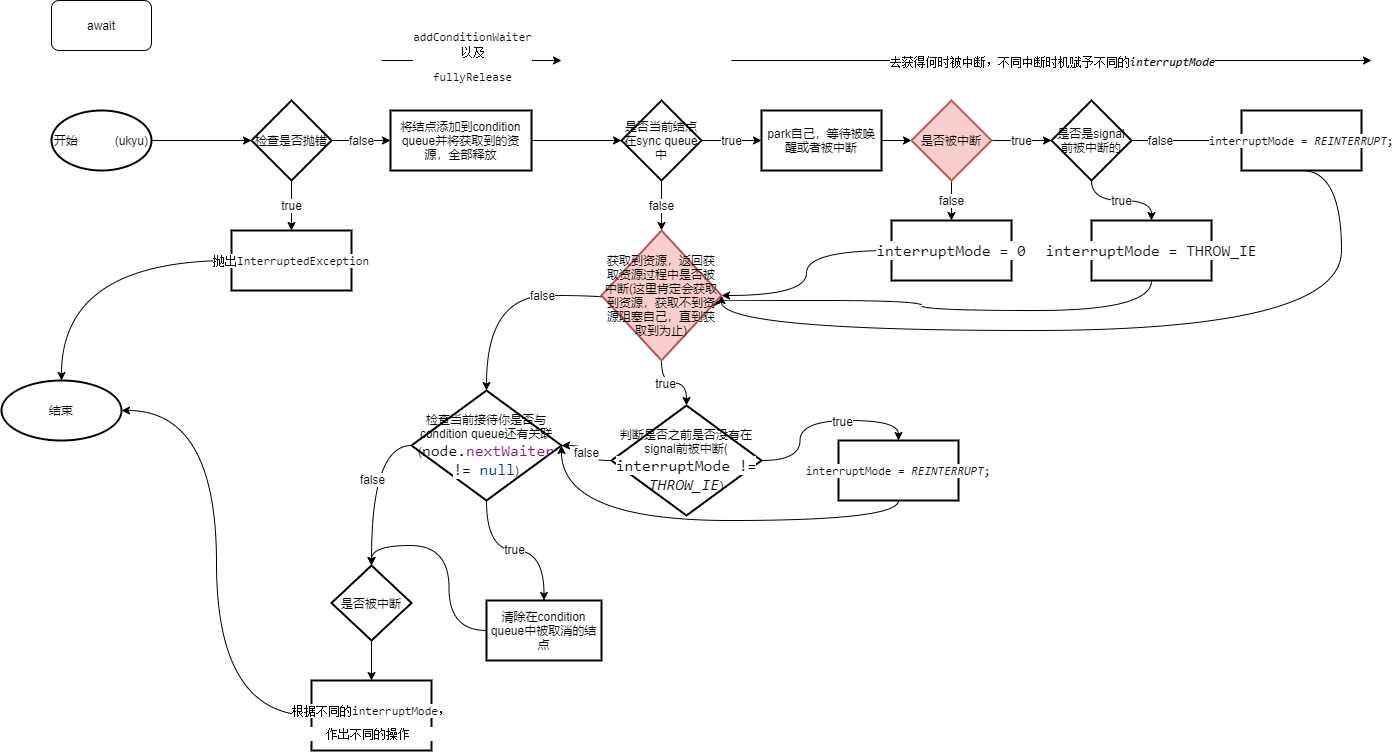 await
addConditionWaiter
以及
fullyRelease
去获得何时被中断，不同中断时机赋予不同的interruptMode
开始 (ukyu)
检查是否抛错
false
将结点添加到condition
queue并将获取到的资
源，全部释放
是否当前结点
在sync queue
中
true
park自己，等待被唤
醒或者被中断
是否被中断
true
是否是signal
前被中断的
false
interruptMode = REINTERRUPT;
true
false
false
true
抛出InterruptedException
interruptMode = 0
interruptMode = THROW_IE
获取到资源，返回获
取资源过程中是否被
中断(这里肯定会获取
到资源，获取不到资
源阻塞自己，直到获
取到为止)
false
true
结束
检查当前接待你是否与
condition queue还有关联
(node.nextWaiter
!= null)
false
判断是否之前是否没有在
signal前被中断(
interruptMode !=
THROW_IE)
true
interruptMode = REINTERRUPT;
false
true
是否被中断
清除在condition
queue中被取消的结
点
根据不同的interruptMode，
作出不同的操作